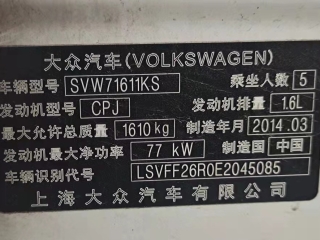 大众汽车(VOLKSWAGEN)
车辆型号 SVW71611KS 乘坐人数 5
发动机型号 CPJ 发动机排量 1.6L
最大允许总质量 1610 kg 制造年月 2014.03
发动机最大净功率 77 kW 制造国 中国
车辆识别代号 LSVFF26R0E2045085
上海大众汽车有限公司